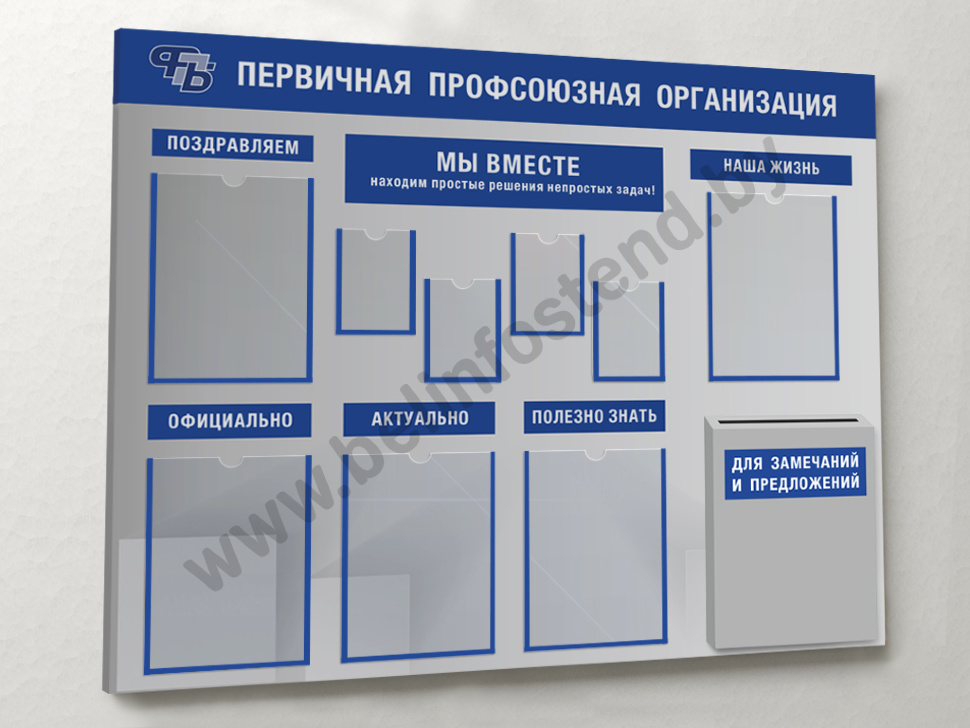 ФПБ
ПЕРВИЧНАЯ ПРОФСОЮЗНАЯ ОРГАНИЗАЦИЯ
ПОЗДРАВЛЯЕМ
МЫ ВМЕСТЕ
находим простые решения непростых задач!
НАША ЖИЗНЬ
ОФИЦИАЛЬНО
АКТУАЛЬНО
ПОЛЕЗНО ЗНАТЬ
ДЛЯ ЗАМЕЧАНИЙ
И ПРЕДЛОЖЕНИЙ
www.belinfostend.by